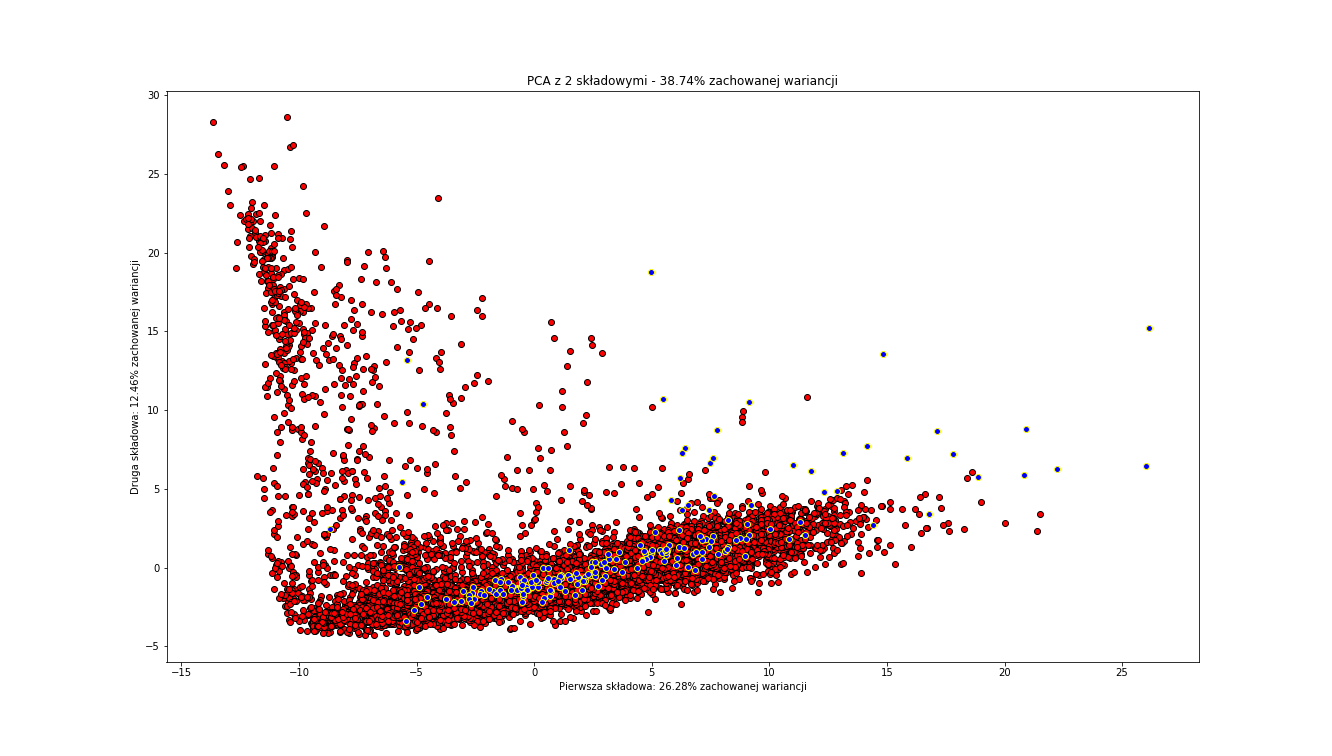 PCA z 2 składowymi - 38.74% zachowanej wariancji
30
25
20
15
10
5
0
−5
Druga składowa: 12.46% zachowanej wariancji
−15 −10 −5 0 5 10 15 20 25
Pierwsza składowa: 26.28% zachowanej wariancji